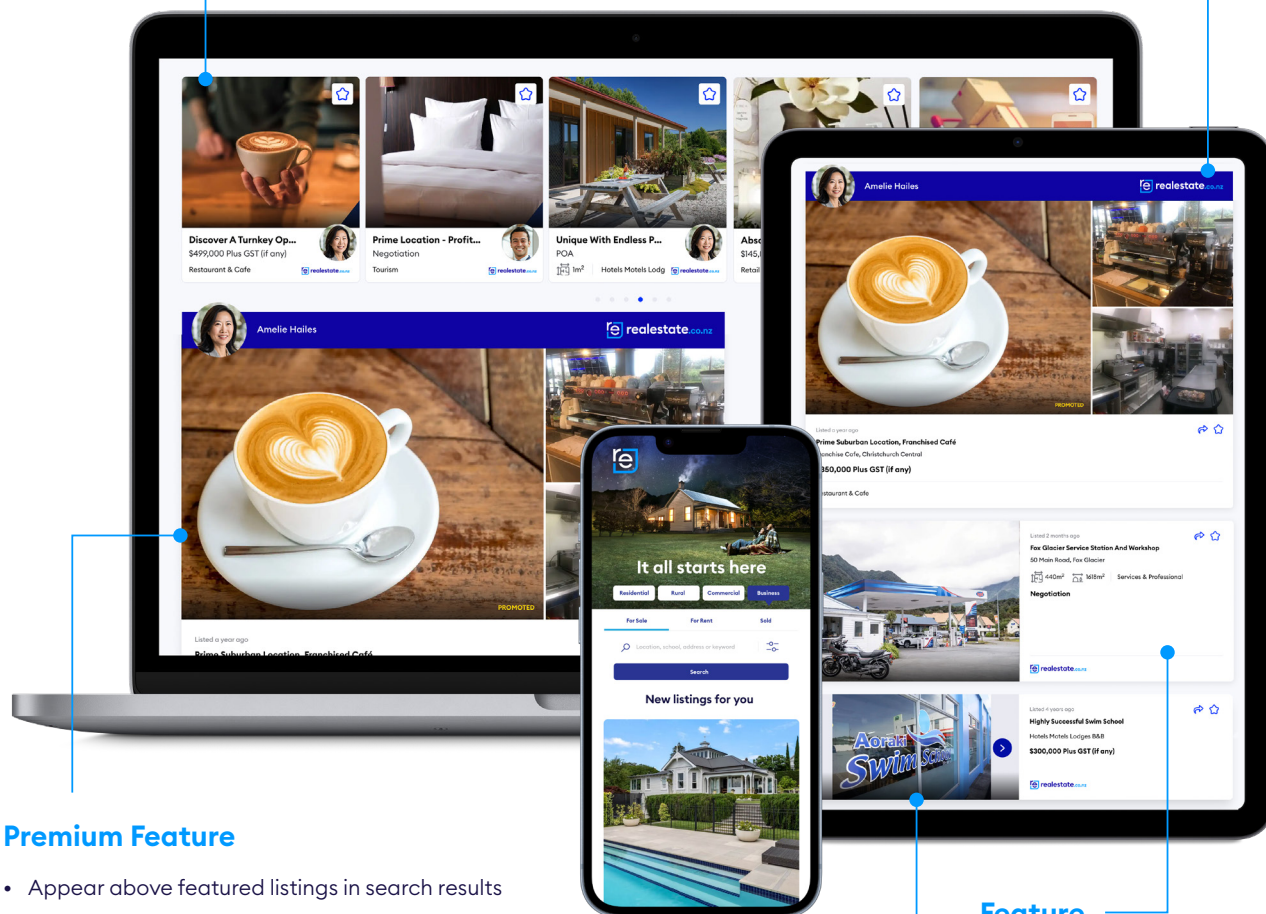 Discover A Turnkey Op...
$499,000 Plus GST (if any)
Restaurant & Cafe
realestate.co.nz
Prime Location - Profit...
Negotiation
Tourism
realestate.co.nz
Unique With Endless P...
POA
1m²
Hotels Motels Lodg
realestate.co.nz
Abso
$145,
Retail
Amelie Hailes
realestate.co.nz
PROMOTED
Listed a year ago
Prime Suburban Location, Franchised Café
Amelie Hailes
realestate.co.nz
PROMOTED
Listed a year ago
Prime Suburban Location, Franchised Café
Franchise Cafe, Christchurch Central
350,000 Plus GST (if any)
Restaurant & Cafe
Listed 2 months ago
Fox Glacier Service Station And Workshop
50 Main Road, Fox Glacier
440m² 1618m² Services & Professional
Negotiation
realestate.co.nz
Aoraki
Swim School
Listed 4 years ago
Highly Successful Swim School
Hotels Motels Lodges B&B
$300,000 Plus GST (if any)
realestate.co.nz
re
It all starts here
Residential Rural Commercial Business
For Sale For Rent Sold
Location, school, address or keyword
Search
New listings for you
Premium Feature
• Appear above featured listings in search results
Feature